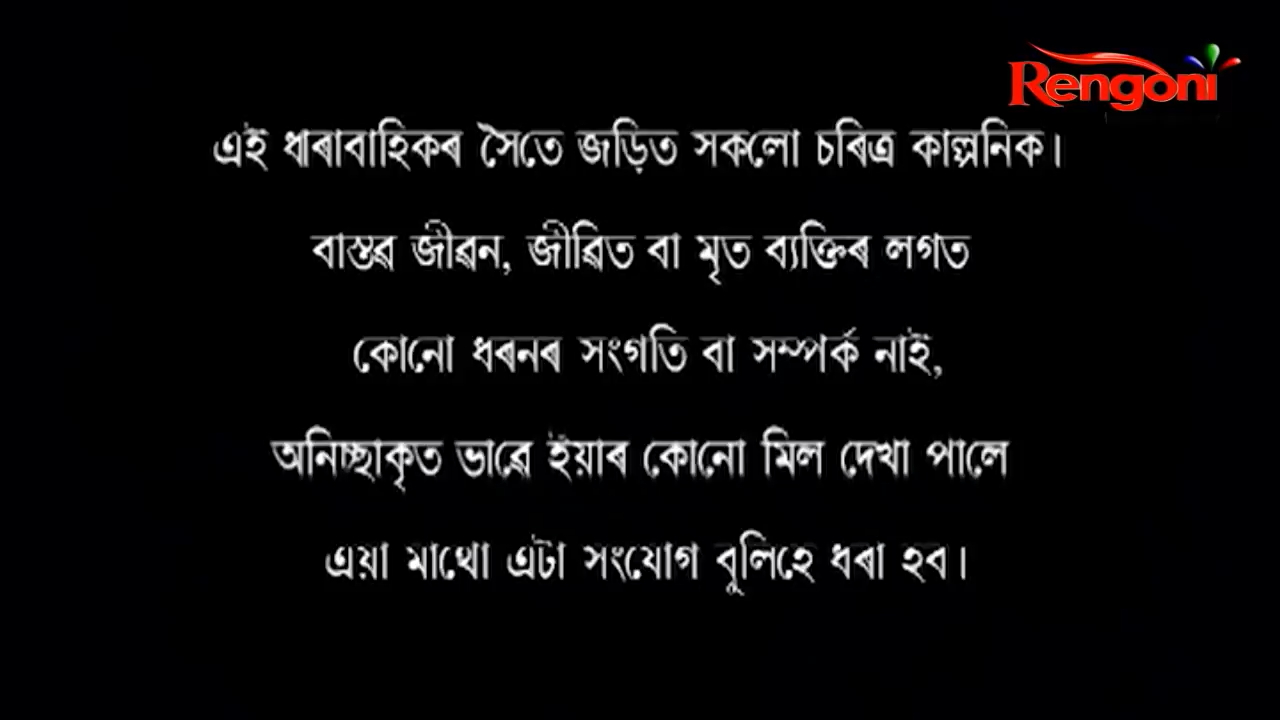 Rengoni
এই ধাৰাবাহিকৰ সৈতে জড়িত সকলো চৰিত্ৰ কাল্পনিক।
বাস্তৱ জীৱন, জীৱিত বা মৃত ব্যক্তিৰ লগত
কোনো ধৰনৰ সংগতি বা সম্পৰ্ক নাই,
অনিচ্ছাকৃত ভাৱে ইয়াৰ কোনো মিল দেখা পালে
এয়া মাথো এটা সংযোগ বুলিহে ধৰা হব।